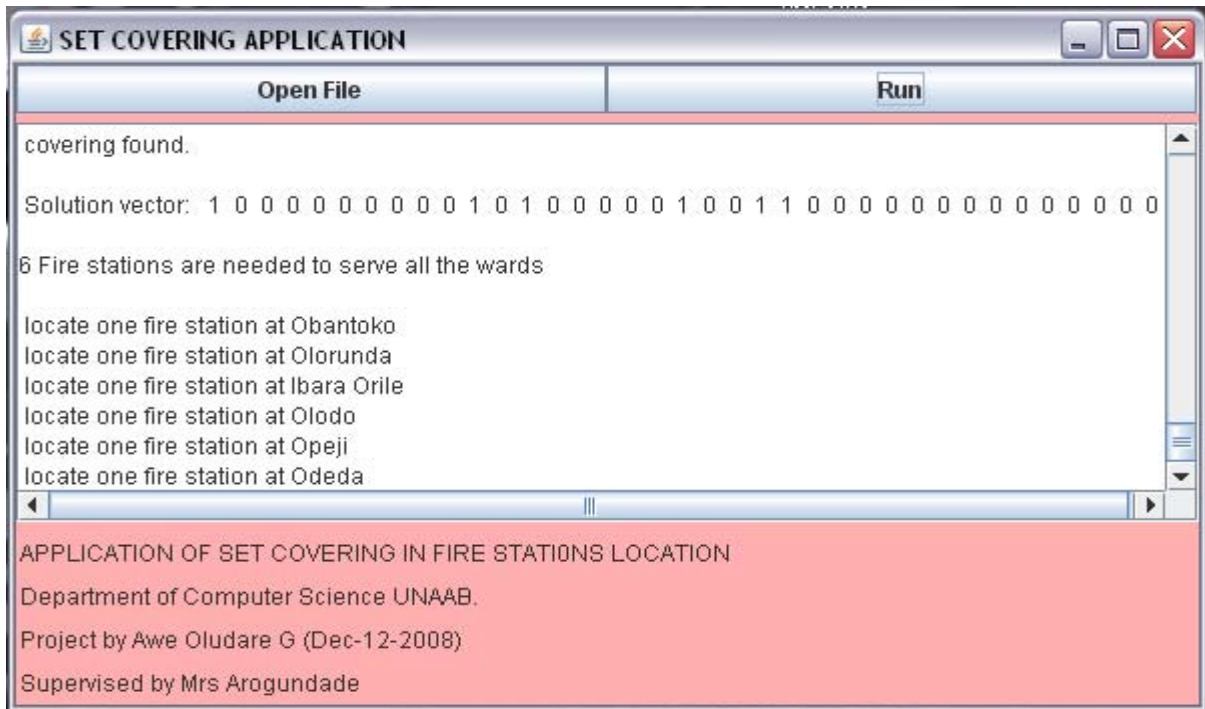 SET COVERING APPLICATION
Open File
Run
covering found.
Solution vector: 1 0 0 0 0 0 0 0 0 0 1 0 1 0 0 0 0 0 1 0 0 1 1 0 0 0 0 0 0 0 0 0 0 0 0 0
6 Fire stations are needed to serve all the wards
locate one fire station at Obantoko
locate one fire station at Olorunda
locate one fire station at Ibara Orile
locate one fire station at Olodo
locate one fire station at Opeji
locate one fire station at Odeda
APPLICATION OF SET COVERING IN FIRE STATI0NS LOCATION
Department of Computer Science UNAAB.
Project by Awe Oludare G (Dec-12-2008)
Supervised by Mrs Arogundade